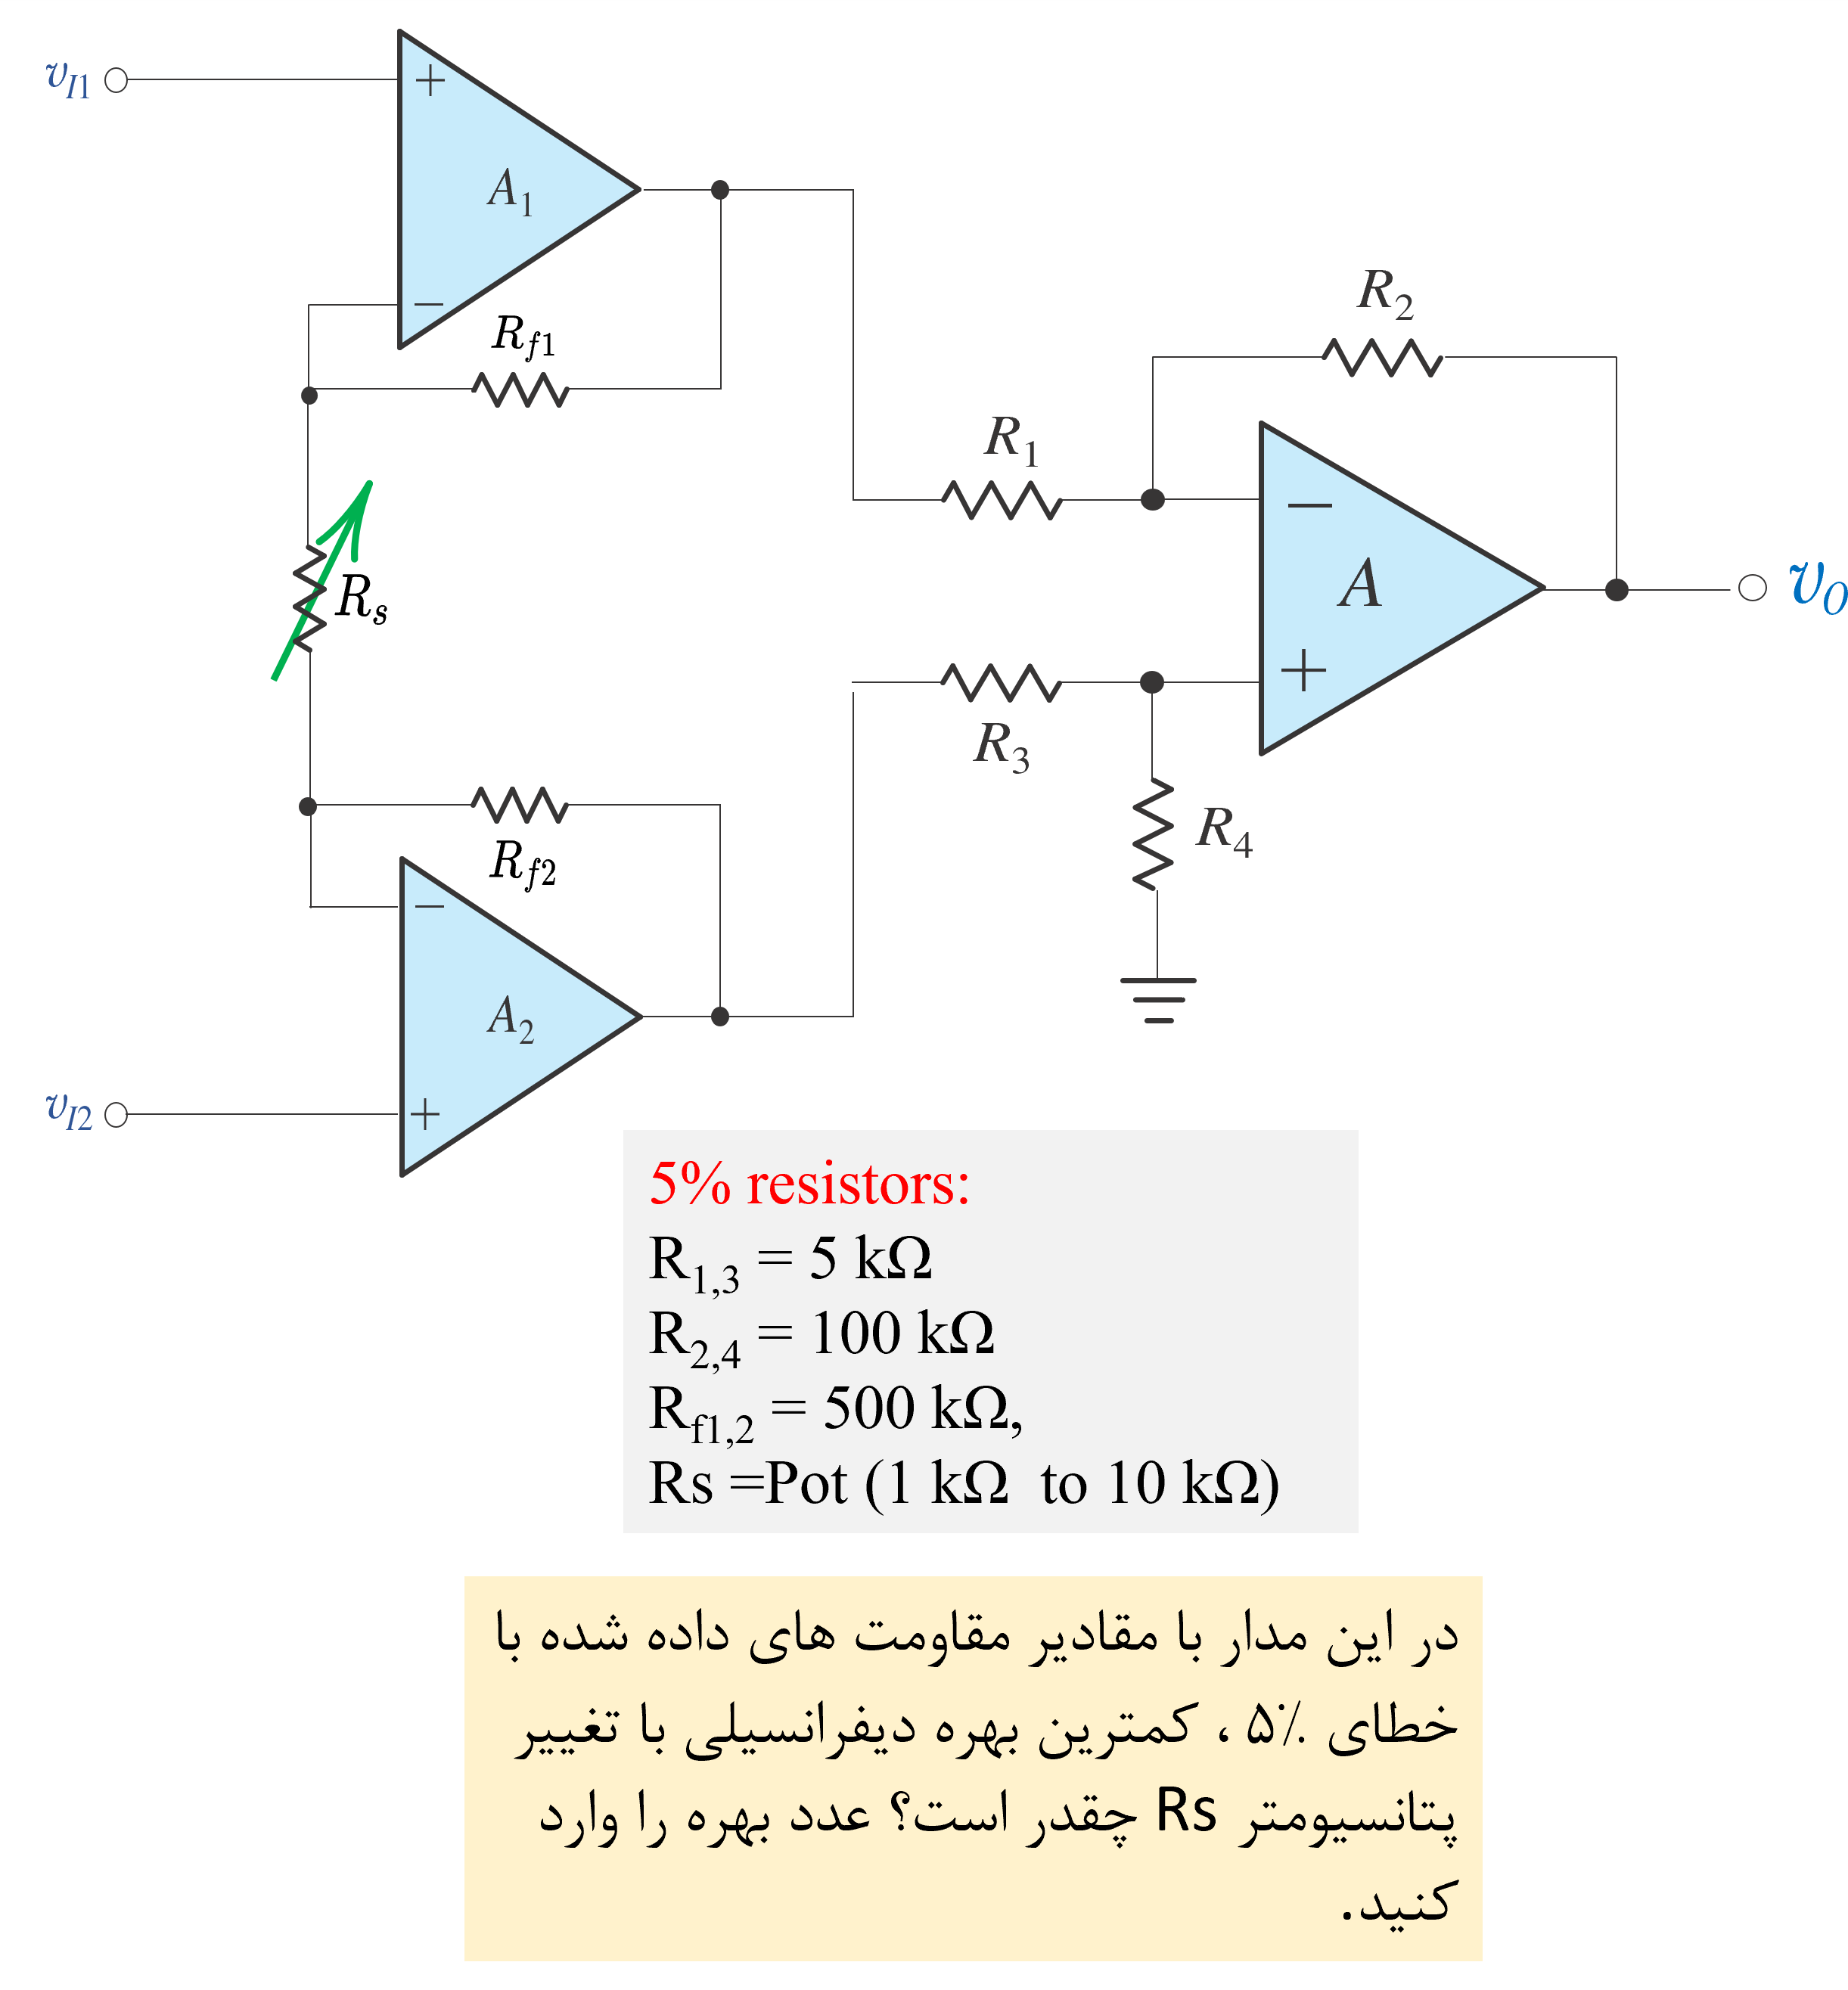 v_{I1}
+
A_1
−
R_{f1}
R_2
R_1
−
A
v_O
+
R_s
R_3
R_4
R_{f2}
−
A_2
v_{I2}
+
5% resistors:
R_{1,3} = 5 kΩ
R_{2,4} = 100 kΩ
R_{f1,2} = 500 kΩ,
Rs =Pot (1 kΩ to 10 kΩ)
در این مدار با مقادیر مقاومت های داده شده با
خطای ۵٪ ، کمترین بهره دیفرانسیلی با تغییر
پتانسیومتر Rs چقدر است؟ عدد بهره را وارد
کنید.